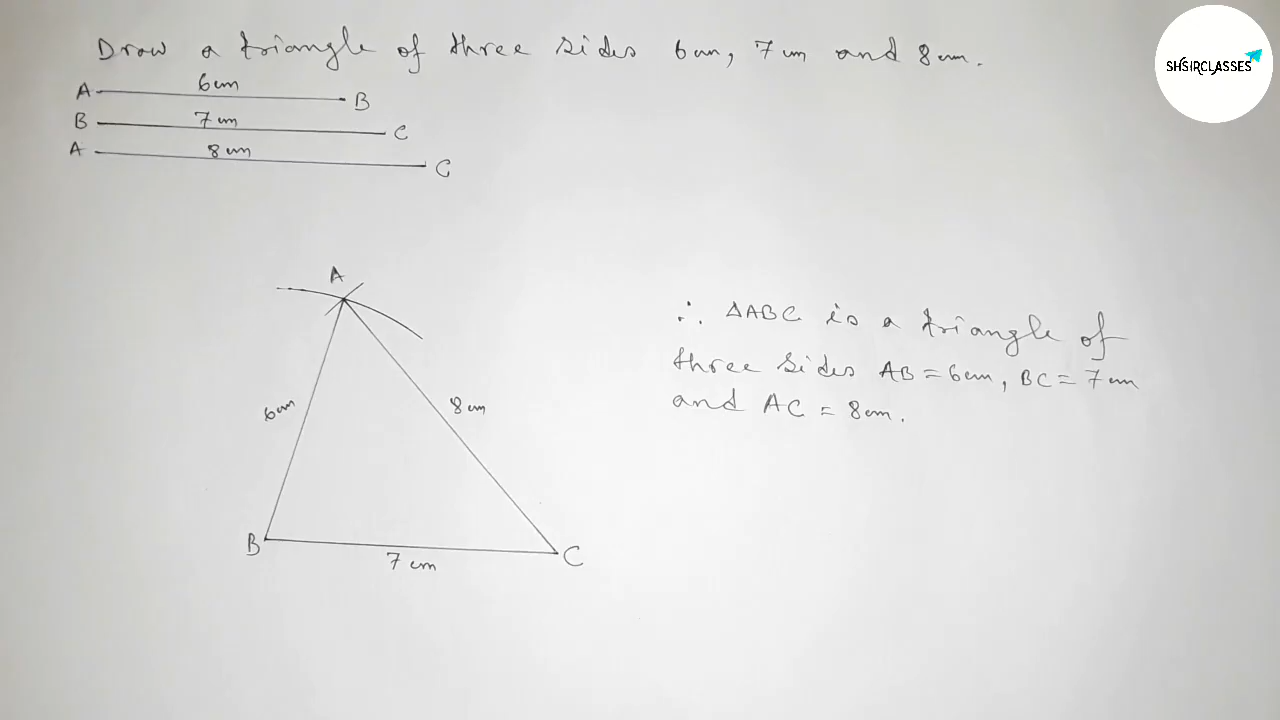 Draw a triangle of three sides 6cm, 7cm and 8cm.
SHSIRCLASSES
A 6cm B
B 7cm C
A 8cm C
A
6cm
8cm
B
7cm
C
∴ ΔABC is a triangle of
three sides AB = 6cm, BC = 7cm
and AC = 8cm.